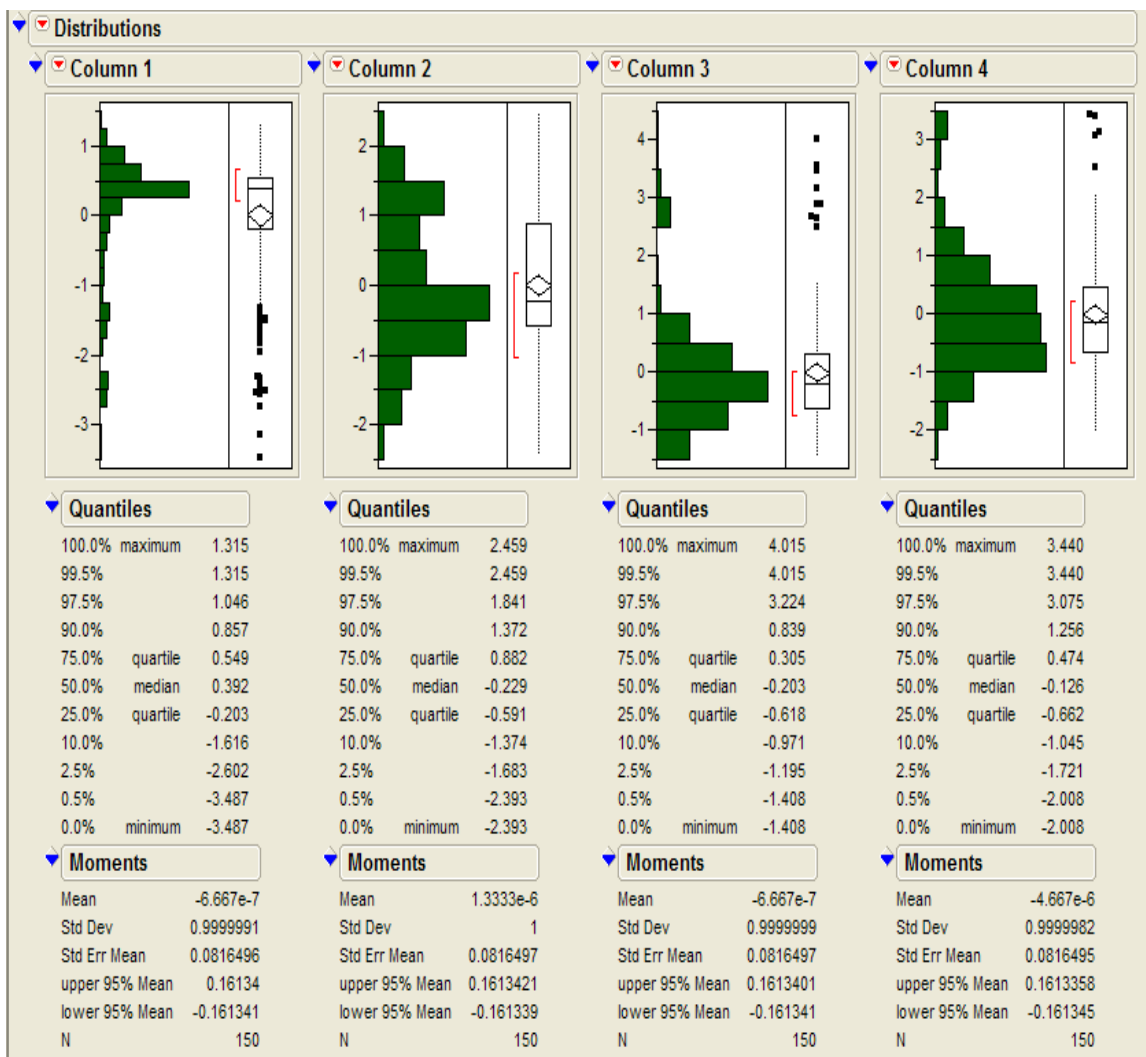 Distributions
Column 1 Column 2 Column 3 Column 4
1
0
-1
-2
-3
2
1
0
-1
-2
4
3
2
1
0
-1
3
2
1
0
-1
-2
Quantiles Quantiles Quantiles Quantiles
100.0% maximum 1.315 100.0% maximum 2.459 100.0% maximum 4.015 100.0% maximum 3.440
99.5% 1.315 99.5% 2.459 99.5% 4.015 99.5% 3.440
97.5% 1.046 97.5% 1.841 97.5% 3.224 97.5% 3.075
90.0% 0.857 90.0% 1.372 90.0% 0.839 90.0% 1.256
75.0% quartile 0.549 75.0% quartile 0.882 75.0% quartile 0.305 75.0% quartile 0.474
50.0% median 0.392 50.0% median -0.229 50.0% median -0.203 50.0% median -0.126
25.0% quartile -0.203 25.0% quartile -0.591 25.0% quartile -0.618 25.0% quartile -0.662
10.0% -1.616 10.0% -1.374 10.0% -0.971 10.0% -1.045
2.5% -2.602 2.5% -1.683 2.5% -1.195 2.5% -1.721
0.5% -3.487 0.5% -2.393 0.5% -1.408 0.5% -2.008
0.0% minimum -3.487 0.0% minimum -2.393 0.0% minimum -1.408 0.0% minimum -2.008
Moments Moments Moments Moments
Mean -6.667e-7 Mean 1.3333e-6 Mean -6.667e-7 Mean -4.667e-6
Std Dev 0.9999991 Std Dev 1 Std Dev 0.9999999 Std Dev 0.9999982
Std Err Mean 0.0816496 Std Err Mean 0.0816497 Std Err Mean 0.0816497 Std Err Mean 0.0816495
upper 95% Mean 0.16134 upper 95% Mean 0.1613421 upper 95% Mean 0.1613401 upper 95% Mean 0.1613358
lower 95% Mean -0.161341 lower 95% Mean -0.161339 lower 95% Mean -0.161341 lower 95% Mean -0.161345
N 150 N 150 N 150 N 150